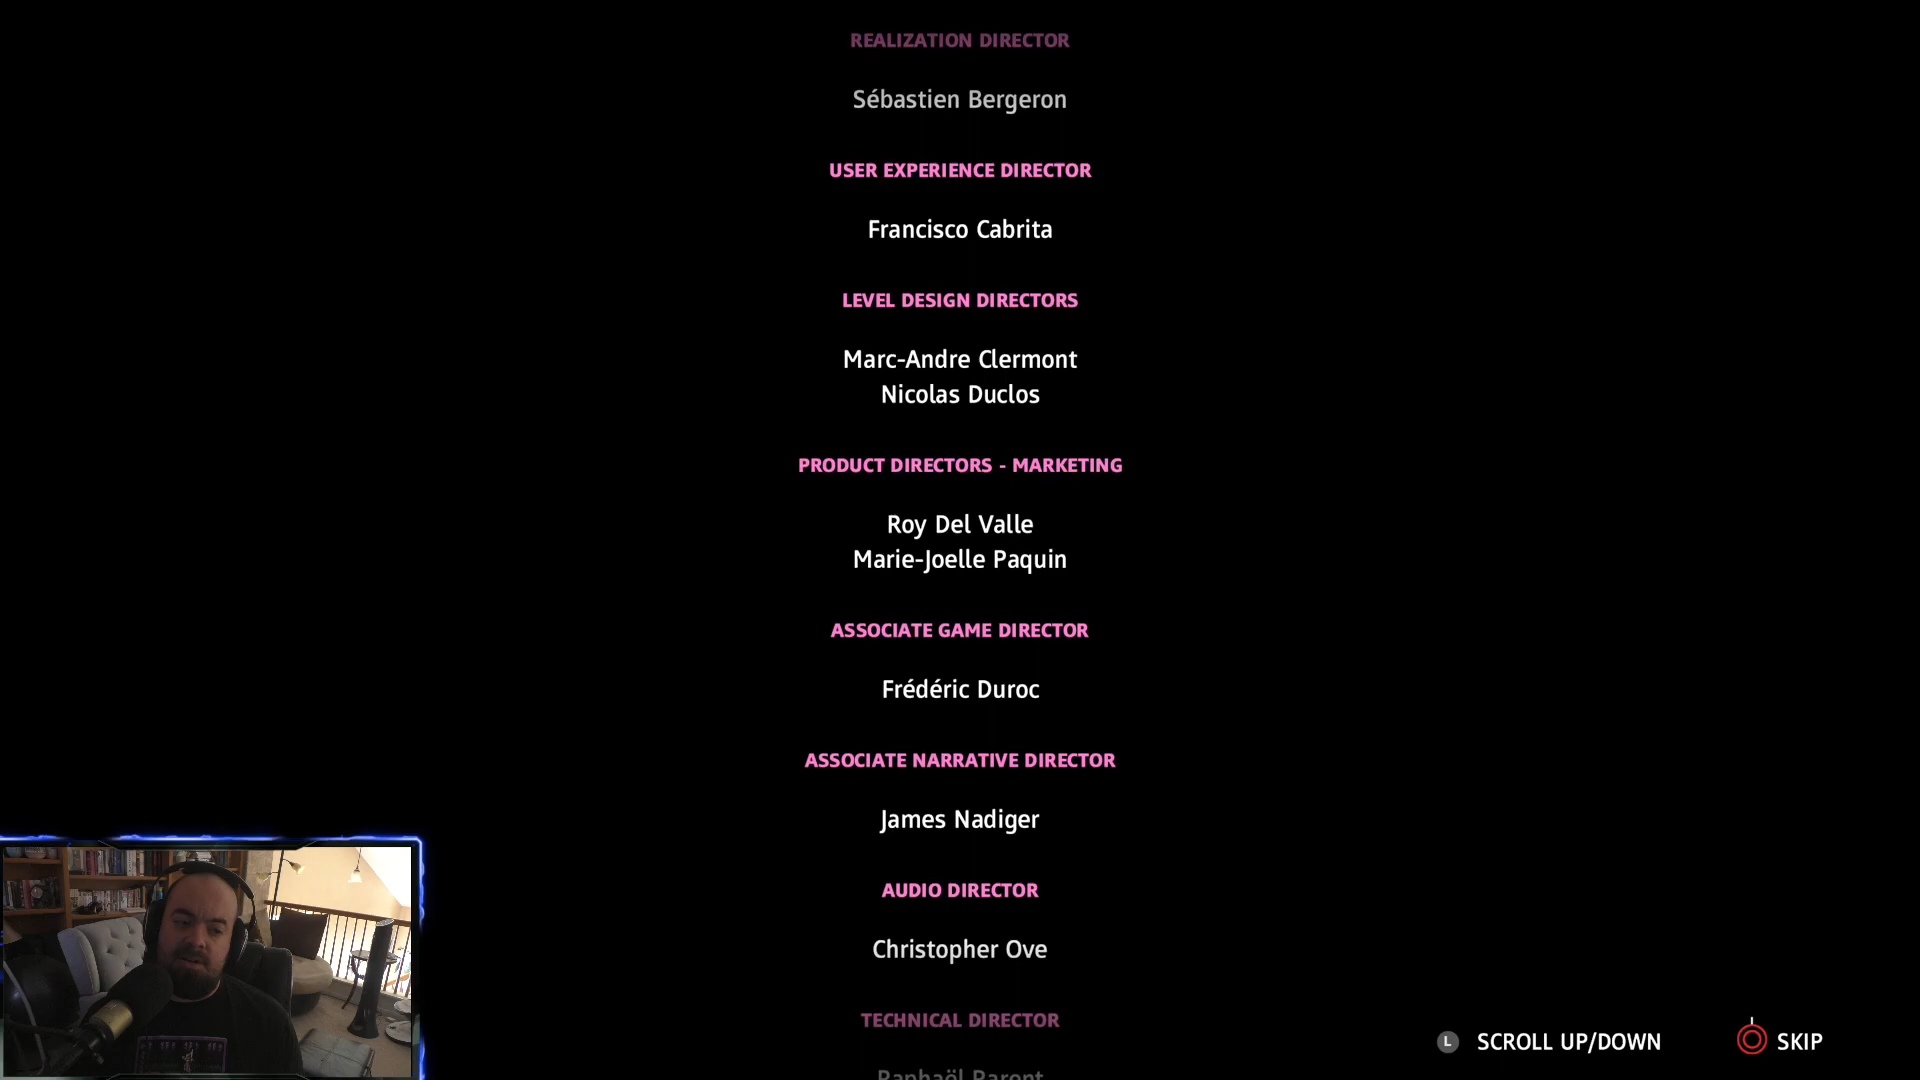 REALIZATION DIRECTOR
Sébastien Bergeron
USER EXPERIENCE DIRECTOR
Francisco Cabrita
LEVEL DESIGN DIRECTORS
Marc-Andre Clermont
Nicolas Duclos
PRODUCT DIRECTORS - MARKETING
Roy Del Valle
Marie-Joelle Paquin
ASSOCIATE GAME DIRECTOR
Frédéric Duroc
ASSOCIATE NARRATIVE DIRECTOR
James Nadiger
AUDIO DIRECTOR
Christopher Ove
TECHNICAL DIRECTOR
Raphaël Parent
L SCROLL UP/DOWN
SKIP